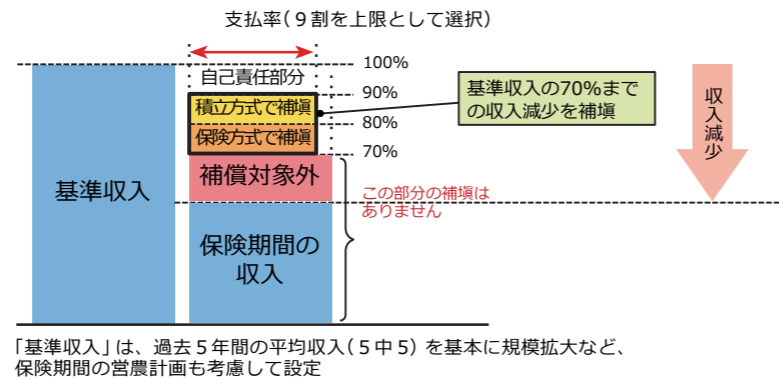 支払率（９割を上限として選択）
100%
自己責任部分
90%
積立方式で補塡
80%
保険方式で補塡
70%
基準収入の70%まで
の収入減少を補塡
収入減少
基準収入
補償対象外
この部分の補塡は
ありません
保険期間の
収入
「基準収入」は、過去５年間の平均収入（５中５）を基本に規模拡大など、
保険期間の営農計画も考慮して設定